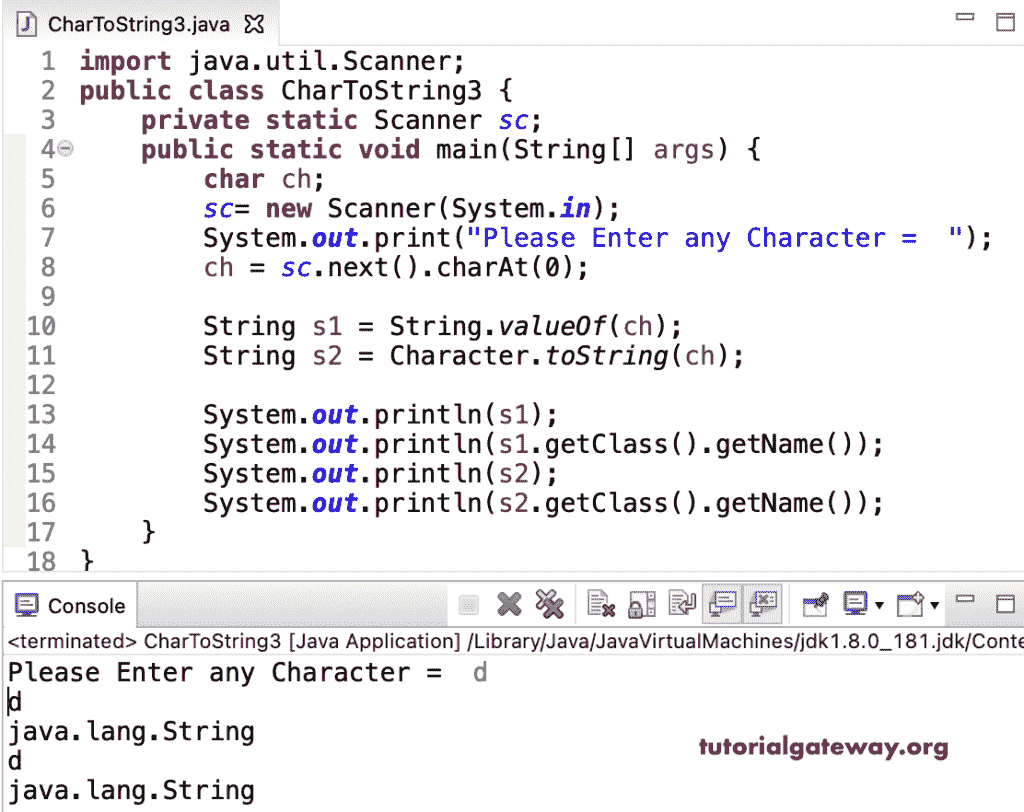 CharToString3.java
1 import java.util.Scanner;
2 public class CharToString3 {
3     private static Scanner sc;
4     public static void main(String[] args) {
5         char ch;
6         sc= new Scanner(System.in);
7         System.out.print("Please Enter any Character =  ");
8         ch = sc.next().charAt(0);
9
10         String s1 = String.valueOf(ch);
11         String s2 = Character.toString(ch);
12
13         System.out.println(s1);
14         System.out.println(s1.getClass().getName());
15         System.out.println(s2);
16         System.out.println(s2.getClass().getName());
17     }
18 }
Console
<terminated> CharToString3 [Java Application] /Library/Java/JavaVirtualMachines/jdk1.8.0_181.jdk/Conte
Please Enter any Character =  d
d
java.lang.String
d
java.lang.String
tutorialgateway.org